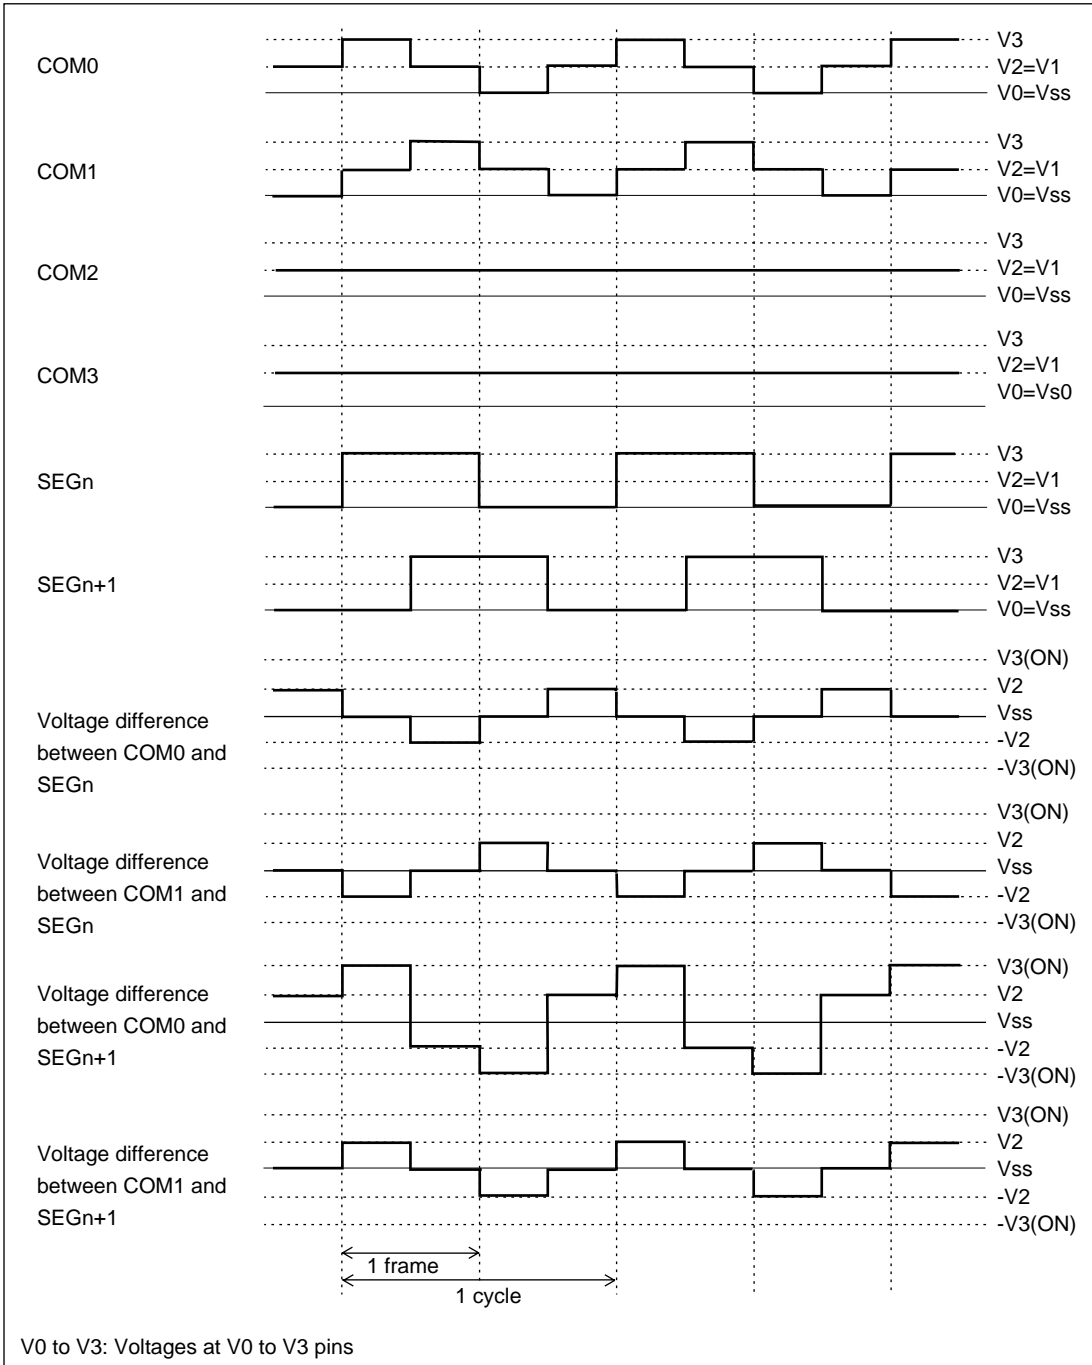 COM0
V3
V2=V1
V0=Vss
COM1
V3
V2=V1
V0=Vss
COM2
V3
V2=V1
V0=Vss
COM3
V3
V2=V1
V0=Vs0
SEGn
V3
V2=V1
V0=Vss
SEGn+1
V3
V2=V1
V0=Vss
Voltage difference
between COM0 and
SEGn
V3(ON)
V2
Vss
-V2
-V3(ON)
Voltage difference
between COM1 and
SEGn
V3(ON)
V2
Vss
-V2
-V3(ON)
Voltage difference
between COM0 and
SEGn+1
V3(ON)
V2
Vss
-V2
-V3(ON)
Voltage difference
between COM1 and
SEGn+1
V3(ON)
V2
Vss
-V2
-V3(ON)
1 frame
1 cycle
V0 to V3: Voltages at V0 to V3 pins